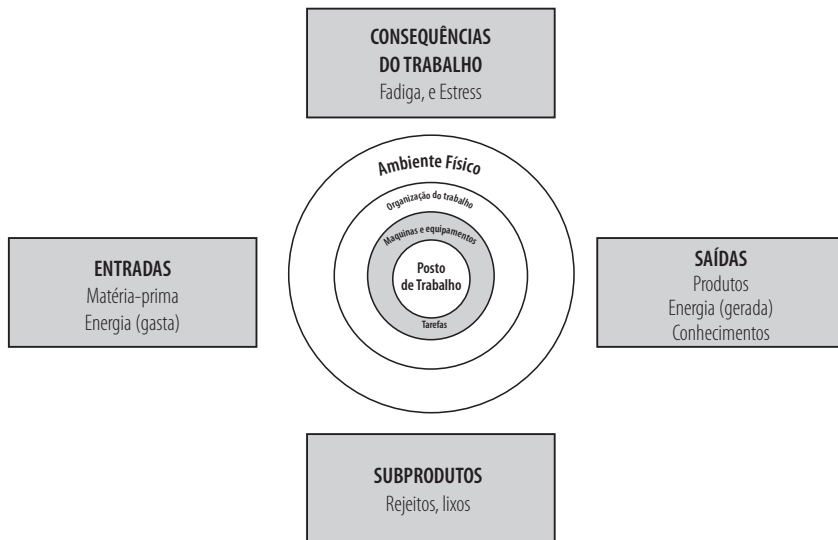 CONSEQUÊNCIAS
DO TRABALHO
Fadiga, e Estress
Ambiente Físico
Organização do trabalho
Maquinas e equipamentos
Posto
de Trabalho
Tarefas
ENTRADAS
Matéria-prima
Energia (gasta)
SAÍDAS
Produtos
Energia (gerada)
Conhecimentos
SUBPRODUTOS
Rejeitos, lixos